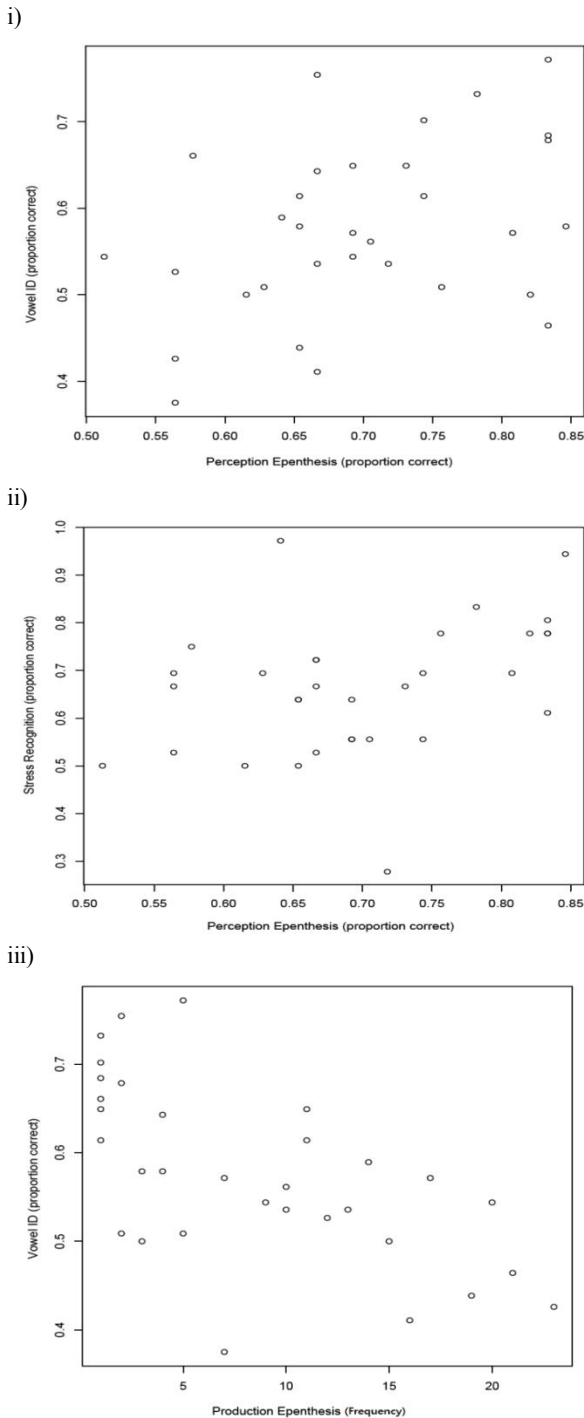 i)
0.7
0.6
0.5
0.4
Vowel ID (proportion correct)
0.50 0.55 0.60 0.65 0.70 0.75 0.80 0.85
Perception Epenthesis (proportion correct)
ii)
1.0
0.9
0.8
0.7
0.6
0.5
0.4
0.3
Stress Recognition (proportion correct)
0.50 0.55 0.60 0.65 0.70 0.75 0.80 0.85
Perception Epenthesis (proportion correct)
iii)
0.7
0.6
0.5
0.4
Vowel ID (proportion correct)
5 10 15 20
Production Epenthesis (Frequency)